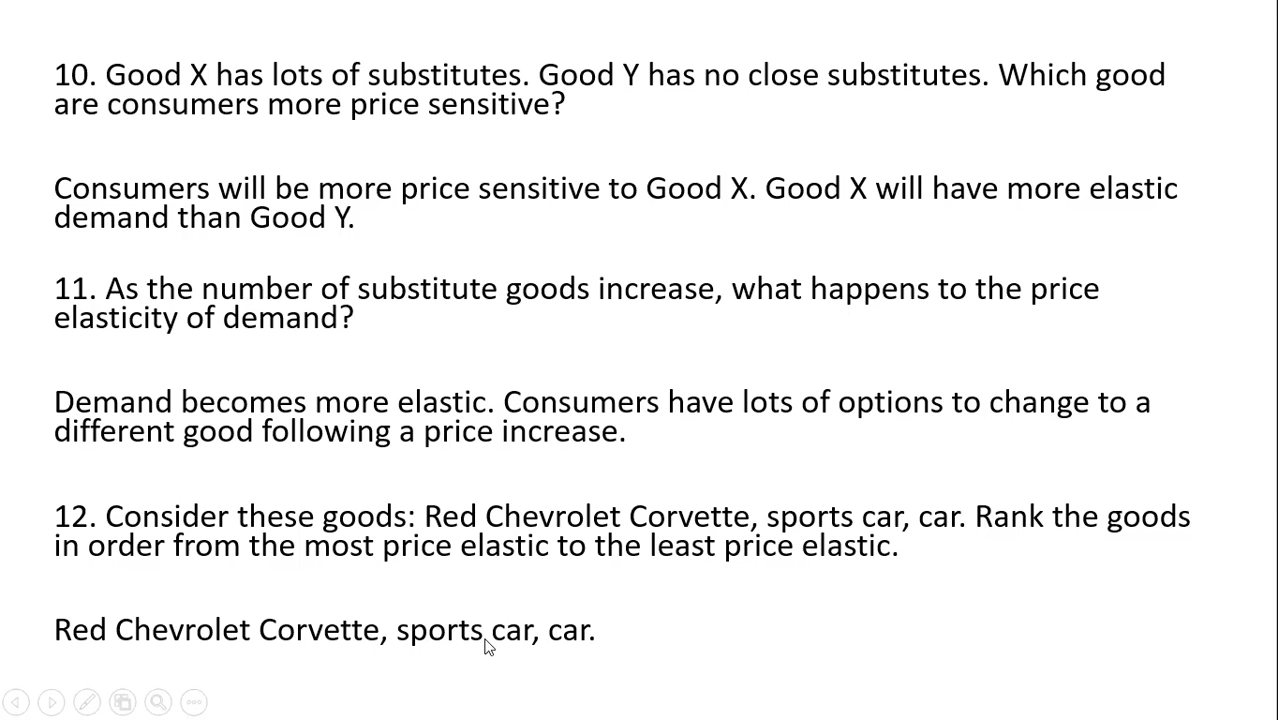 10. Good X has lots of substitutes. Good Y has no close substitutes. Which good
are consumers more price sensitive?
Consumers will be more price sensitive to Good X. Good X will have more elastic
demand than Good Y.
11. As the number of substitute goods increase, what happens to the price
elasticity of demand?
Demand becomes more elastic. Consumers have lots of options to change to a
different good following a price increase.
12. Consider these goods: Red Chevrolet Corvette, sports car, car. Rank the goods
in order from the most price elastic to the least price elastic.
Red Chevrolet Corvette, sports car, car.